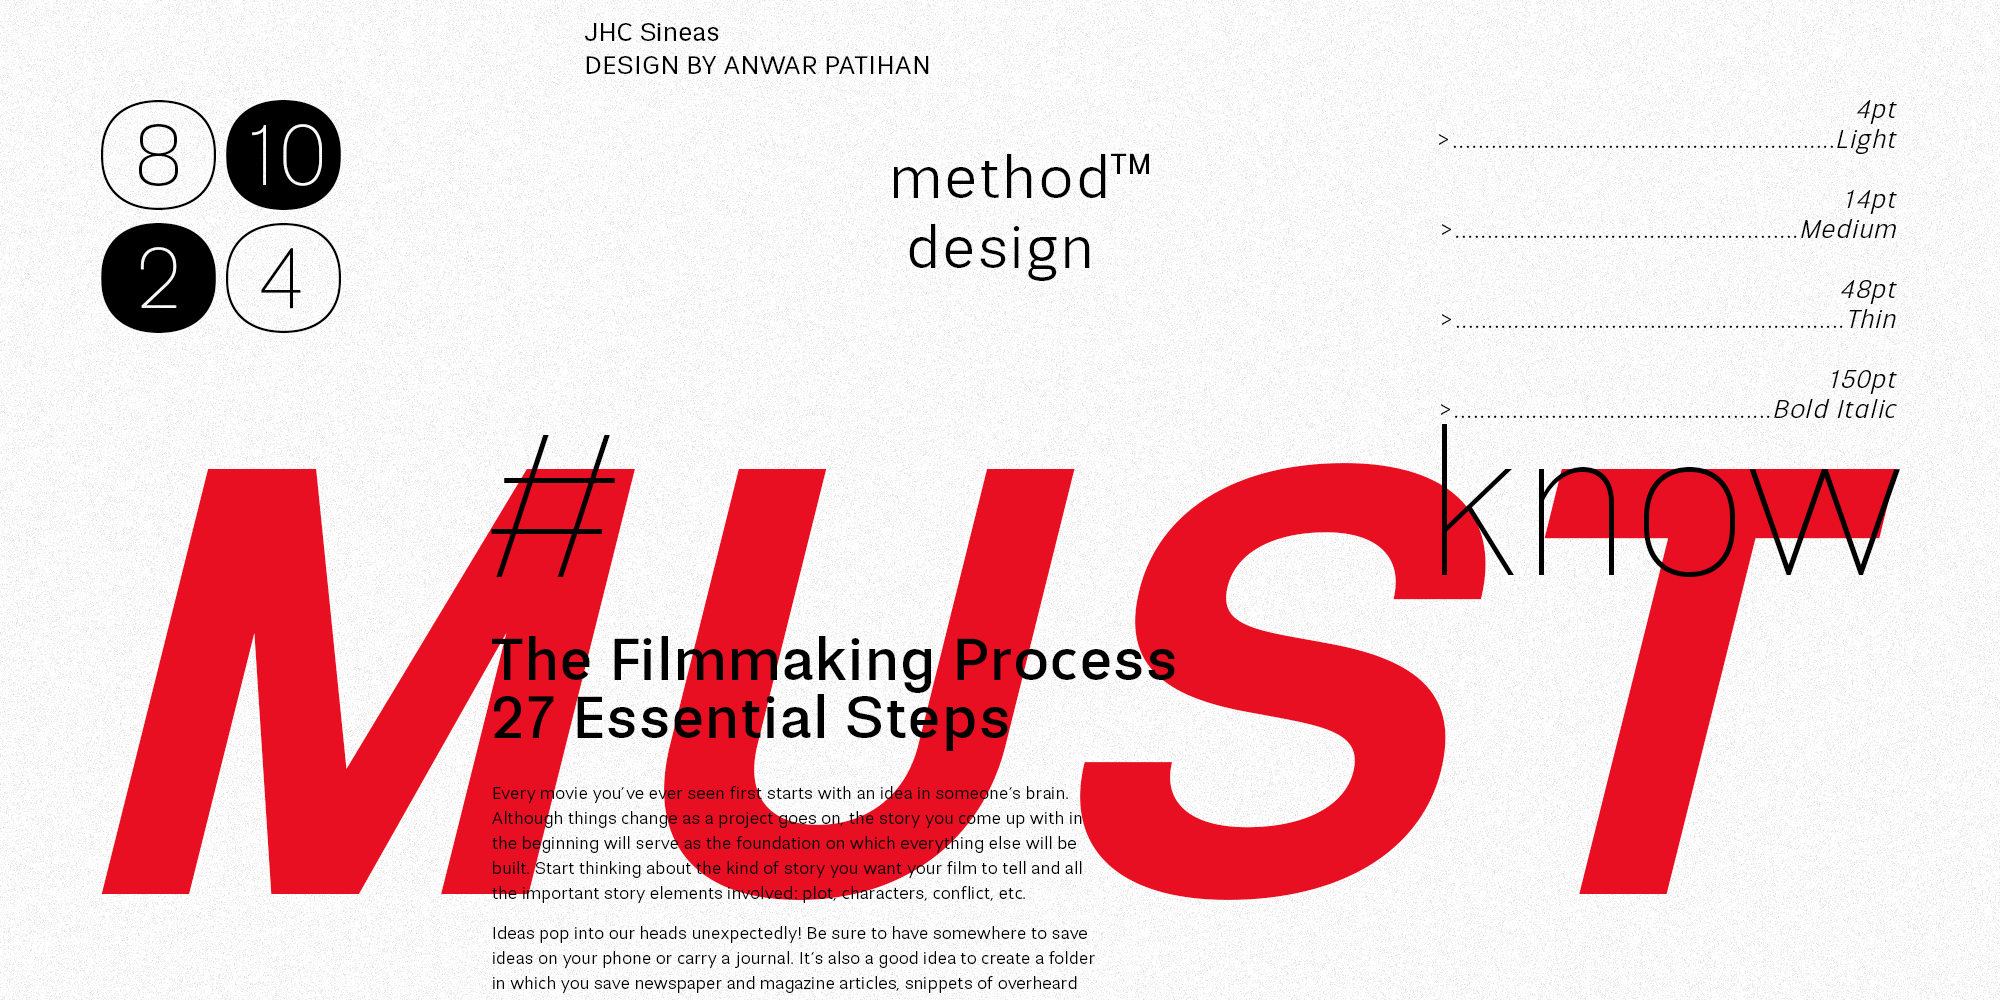 JHC Sineas
DESIGN BY ANWAR PATIHAN
8 10
2 4
method™
design
4pt
>............................................................Light
14pt
>......................................................Medium
48pt
>.............................................................Thin
150pt
>..................................................Bold Italic
#
know
MUST
The Filmmaking Process
27 Essential Steps
Every movie you’ve ever seen first starts with an idea in someone’s brain.
Although things change as a project goes on, the story you come up with in
the beginning will serve as the foundation on which everything else will be
built. Start thinking about the kind of story you want your film to tell and all
the important story elements involved: plot, characters, conflict, etc.
Ideas pop into our heads unexpectedly! Be sure to have somewhere to save
ideas on your phone or carry a journal. It’s also a good idea to create a folder
in which you save newspaper and magazine articles, snippets of overheard